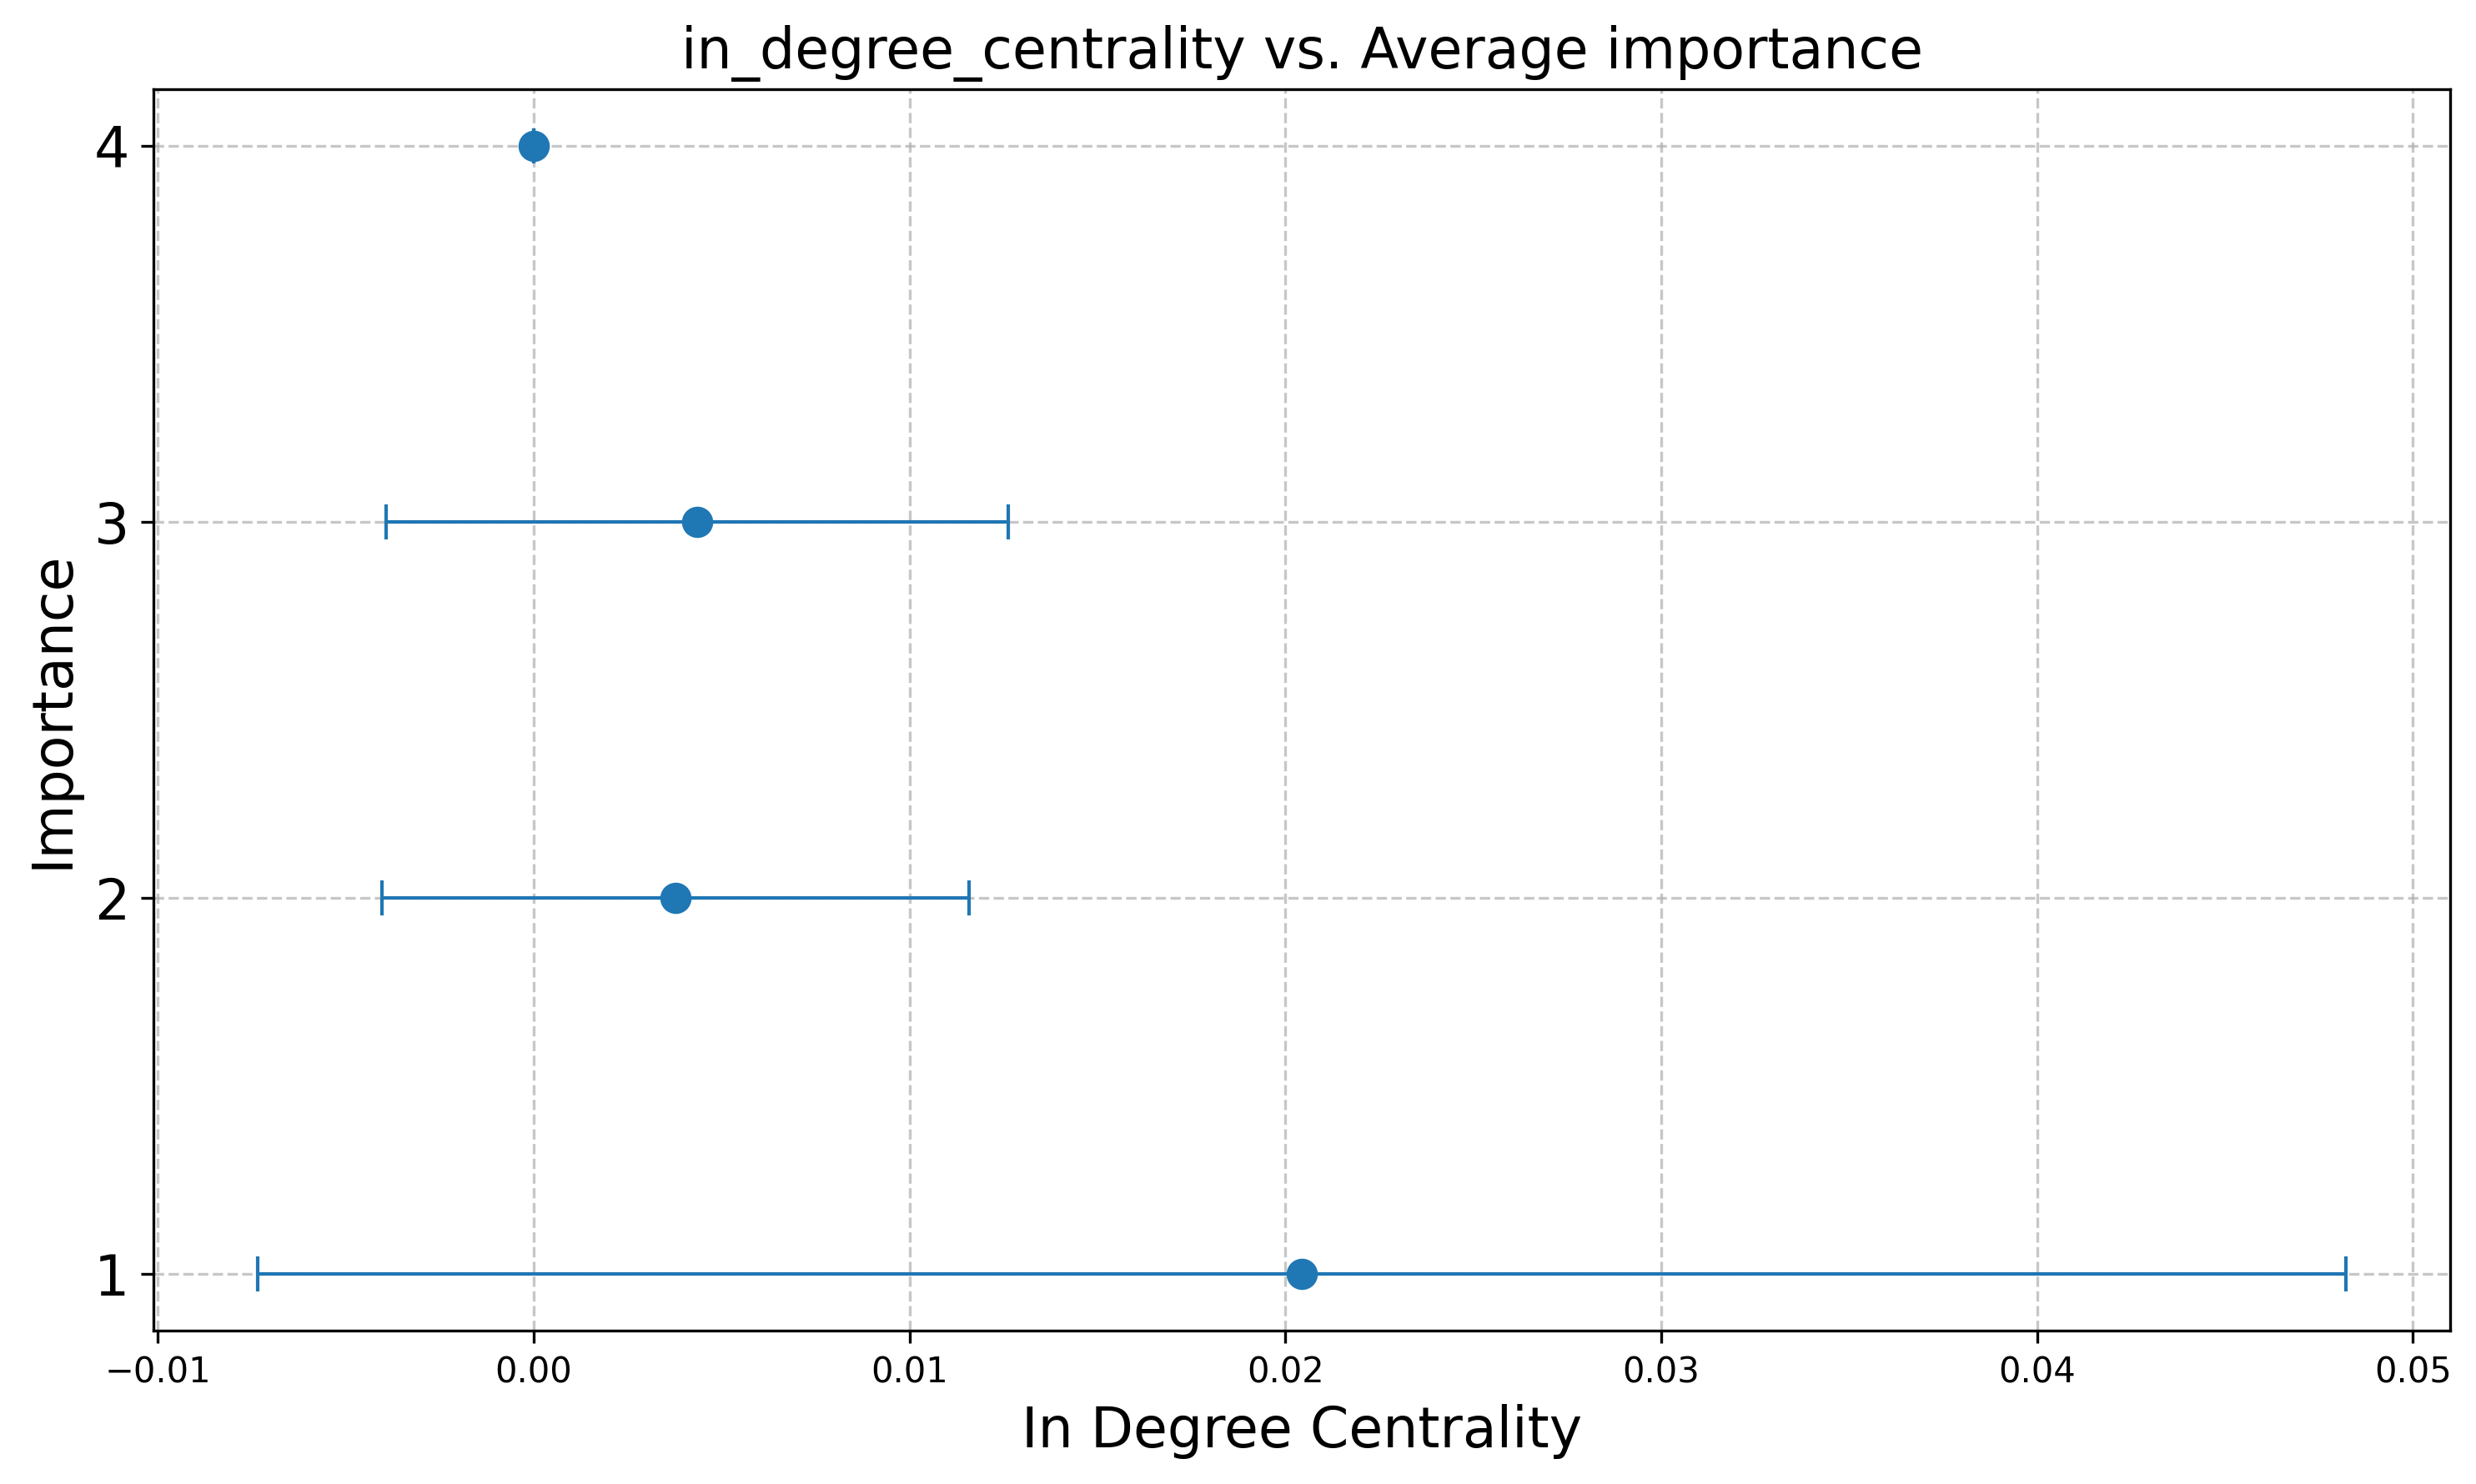 in_degree_centrality vs. Average importance
Importance
4
3
2
1
−0.01 0.00 0.01 0.02 0.03 0.04 0.05
In Degree Centrality